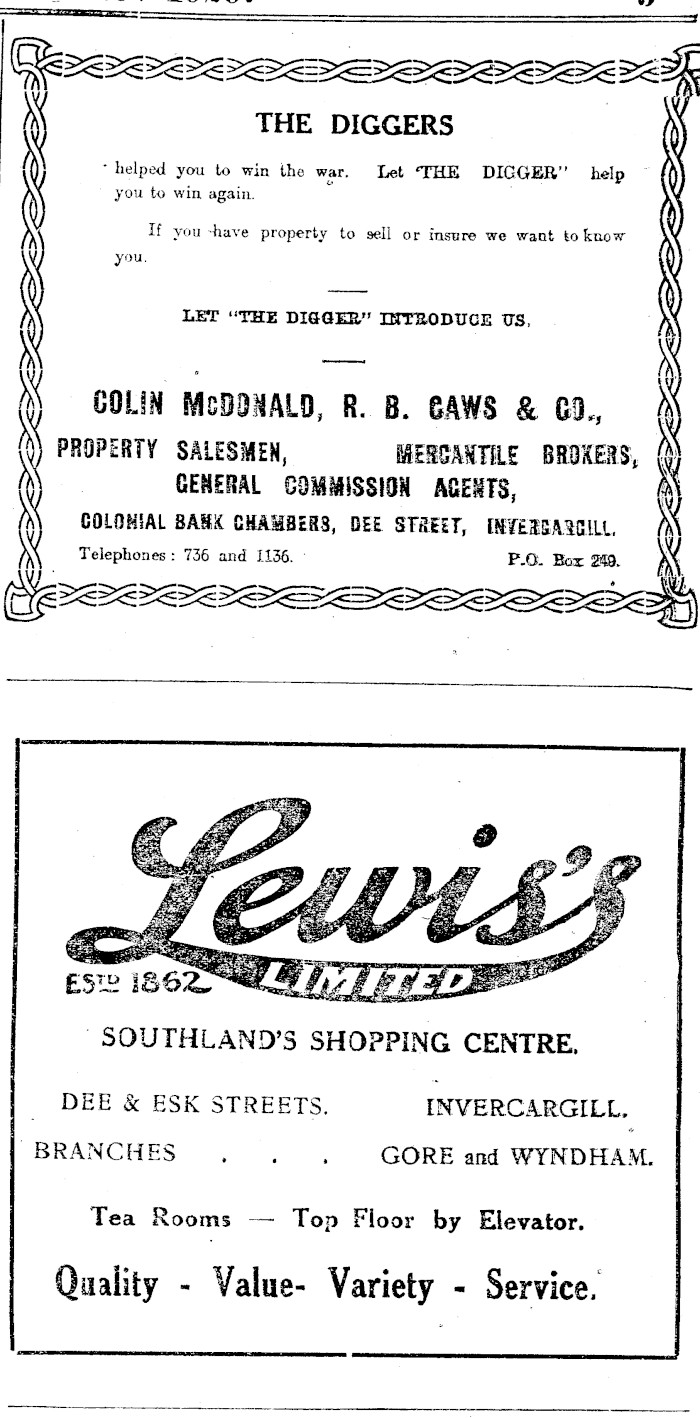 THE DIGGERS
helped you to win the war. Let 'THE DIGGER" help
you to win again.
If you have property to sell or insure we want to know
you.
LET "THE DIGGER" INTRODUCE US.
COLIN McDONALD, R. B. CAWS & CO.,
PROPERTY SALESMEN, MERCANTILE BROKERS,
GENERAL COMMISSION AGENTS,
COLONIAL BANK CHAMBERS, DEE STREET, INVERCARGILL.
Telephones: 736 and 1136. P.O. Box 249.
Lewis's
LIMITED
ESTD 1862
SOUTHLAND'S SHOPPING CENTRE.
DEE & ESK STREETS. INVERCARGILL.
BRANCHES . . . GORE and WYNDHAM.
Tea Rooms — Top Floor by Elevator.
Quality - Value- Variety - Service.